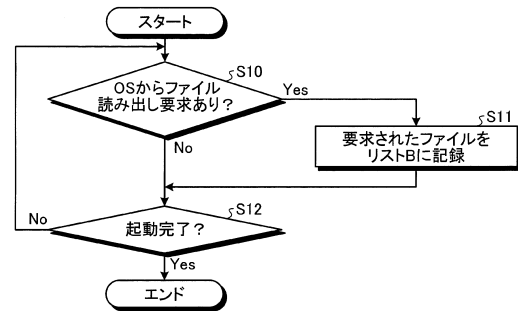 スタート
S10
OSからファイル
読み出し要求あり？
Yes
S11
要求されたファイルを
リストBに記録
No
S12
起動完了？
No
Yes
エンド